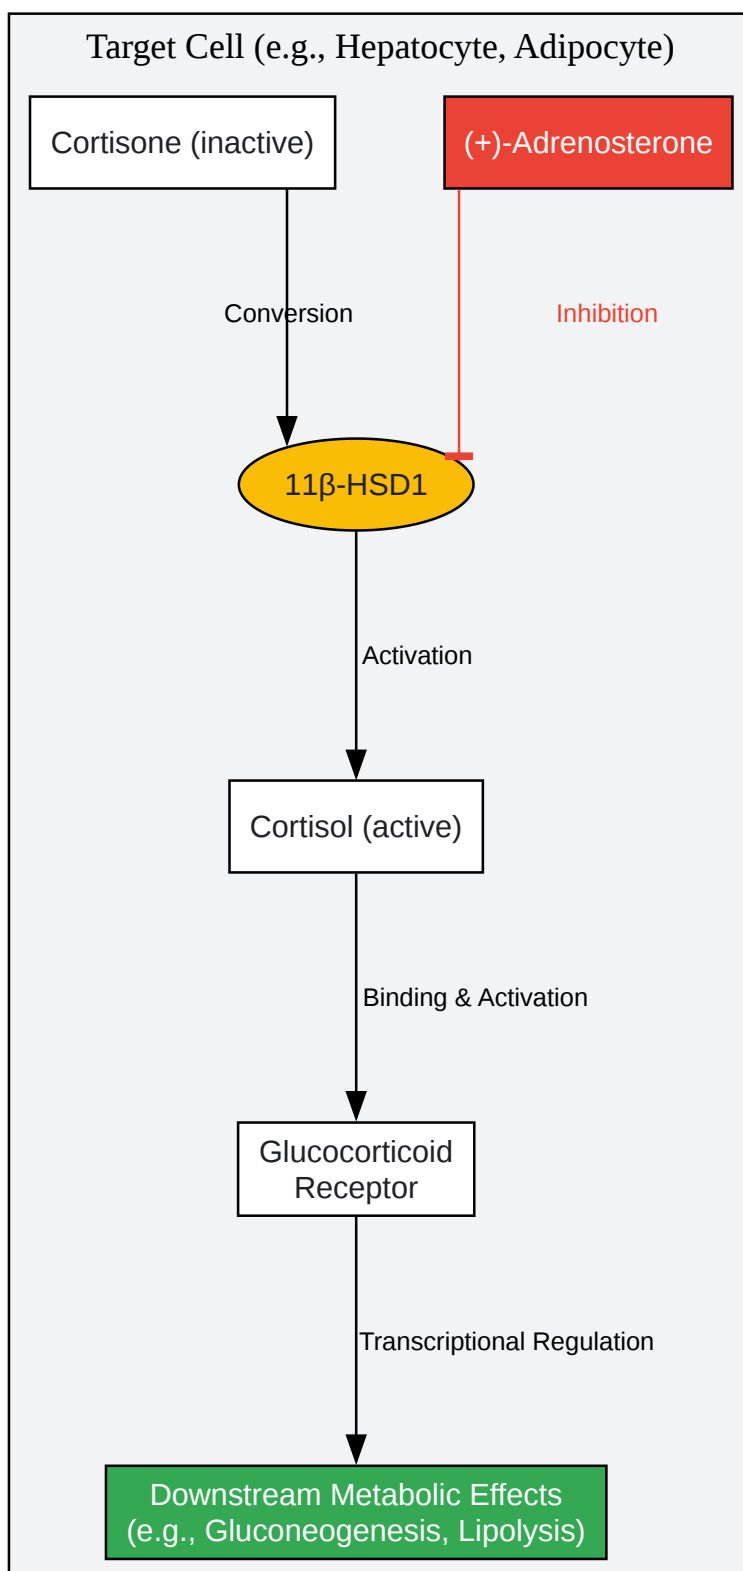 Target Cell (e.g., Hepatocyte, Adipocyte)
Cortisone (inactive)
(+)-Adrenosterone
Conversion
Inhibition
11β-HSD1
Activation
Cortisol (active)
Binding & Activation
Glucocorticoid
Receptor
Transcriptional Regulation
Downstream Metabolic Effects
(e.g., Gluconeogenesis, Lipolysis)